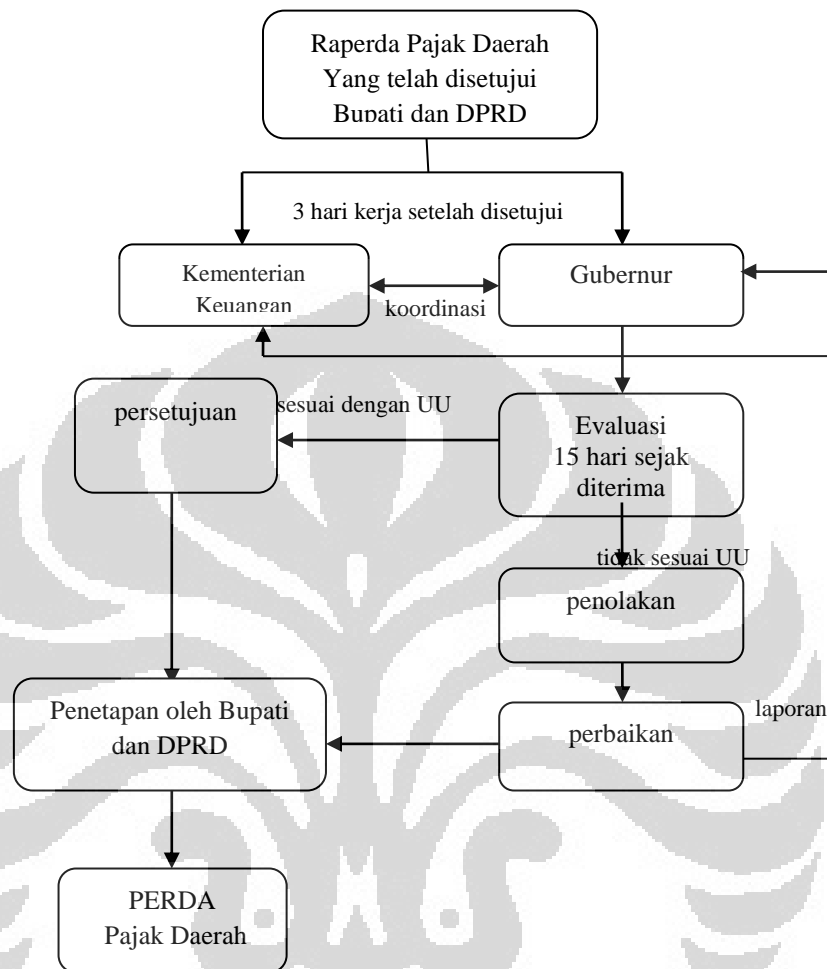 Raperda Pajak Daerah
Yang telah disetujui
Bupati dan DPRD
3 hari kerja setelah disetujui
Kementerian
Keuangan
koordinasi
Gubernur
persetujuan
sesuai dengan UU
Evaluasi
15 hari sejak
diterima
tidak sesuai UU
penolakan
Penetapan oleh Bupati
dan DPRD
perbaikan
laporan
PERDA
Pajak Daerah